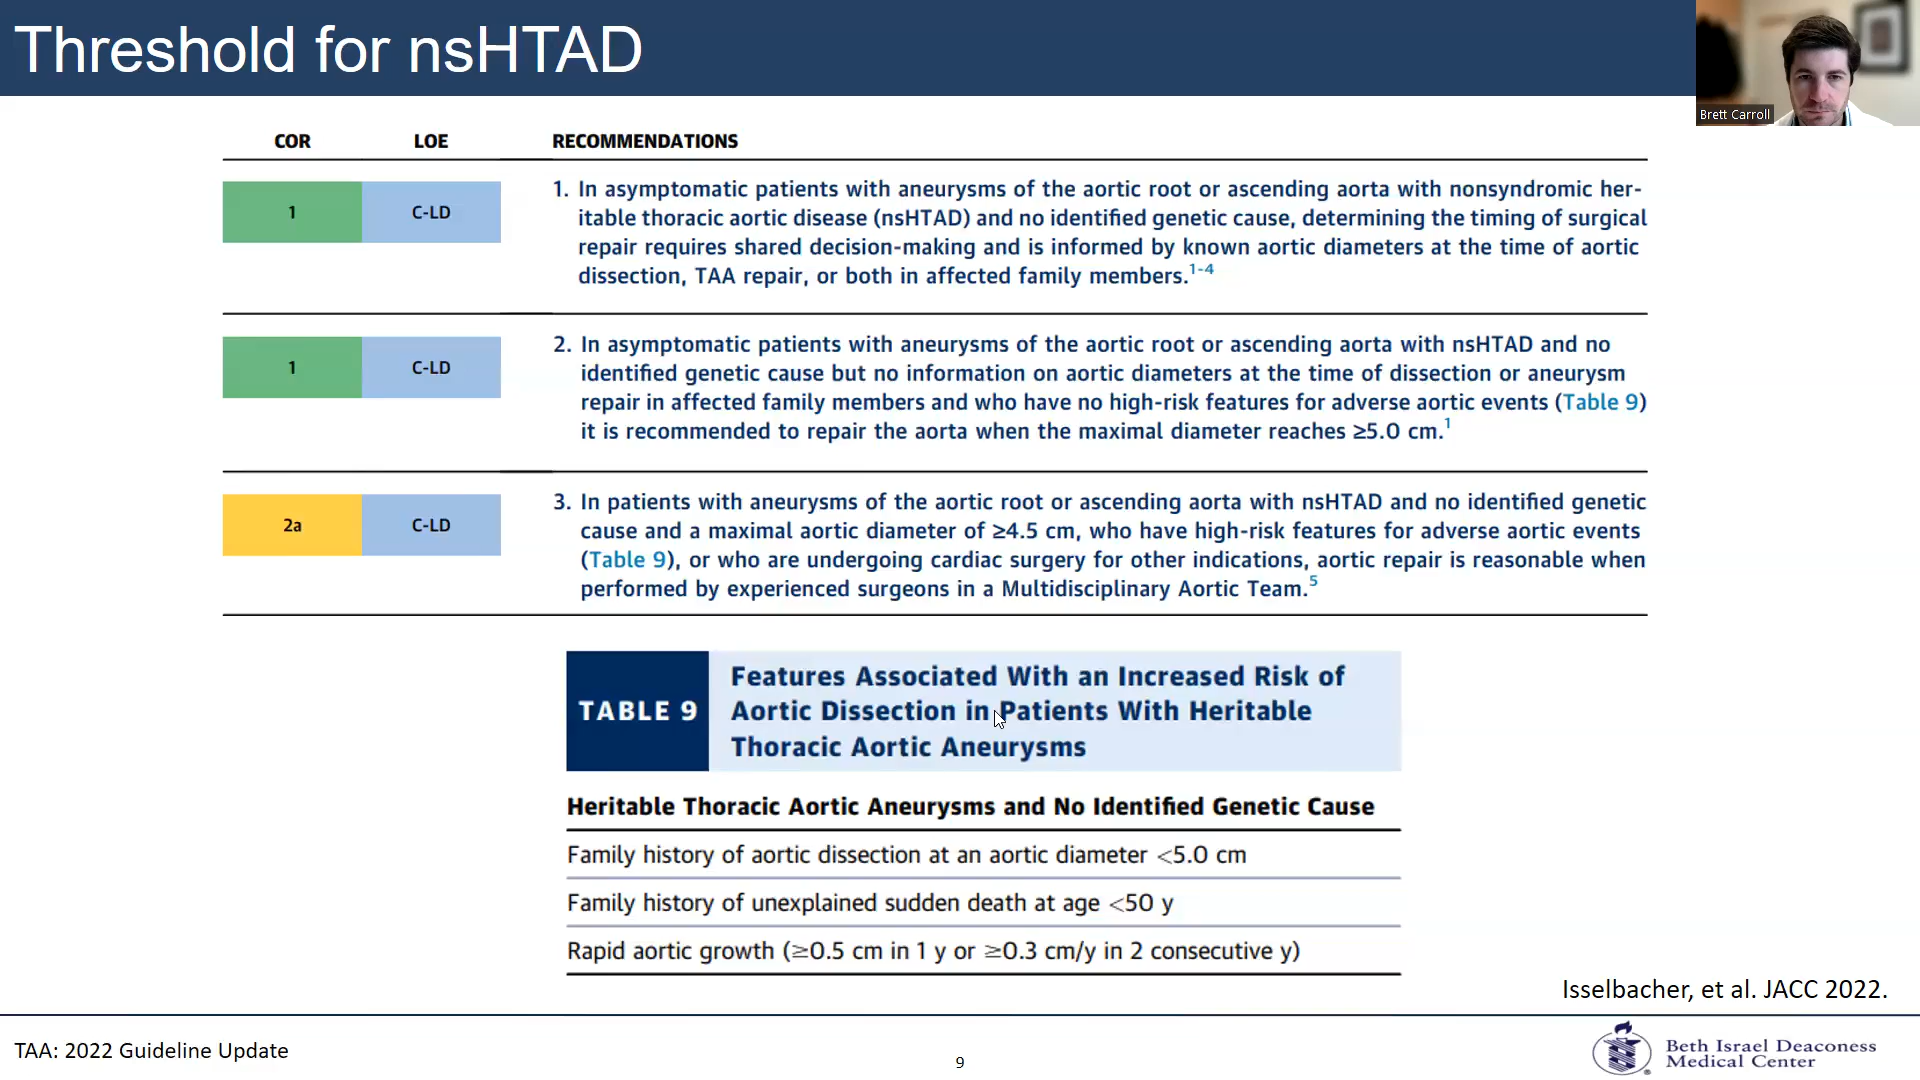 Threshold for nsHTAD
Brett Carroll
COR LOE RECOMMENDATIONS
1 C-LD
1. In asymptomatic patients with aneurysms of the aortic root or ascending aorta with nonsyndromic her-
itable thoracic aortic disease (nsHTAD) and no identified genetic cause, determining the timing of surgical
repair requires shared decision-making and is informed by known aortic diameters at the time of aortic
dissection, TAA repair, or both in affected family members.1-4
1 C-LD
2. In asymptomatic patients with aneurysms of the aortic root or ascending aorta with nsHTAD and no
identified genetic cause but no information on aortic diameters at the time of dissection or aneurysm
repair in affected family members and who have no high-risk features for adverse aortic events (Table 9)
it is recommended to repair the aorta when the maximal diameter reaches ≥5.0 cm.1
2a C-LD
3. In patients with aneurysms of the aortic root or ascending aorta with nsHTAD and no identified genetic
cause and a maximal aortic diameter of ≥4.5 cm, who have high-risk features for adverse aortic events
(Table 9), or who are undergoing cardiac surgery for other indications, aortic repair is reasonable when
performed by experienced surgeons in a Multidisciplinary Aortic Team.5
TABLE 9
Features Associated With an Increased Risk of
Aortic Dissection in Patients With Heritable
Thoracic Aortic Aneurysms
Heritable Thoracic Aortic Aneurysms and No Identified Genetic Cause
Family history of aortic dissection at an aortic diameter <5.0 cm
Family history of unexplained sudden death at age <50 y
Rapid aortic growth (≥0.5 cm in 1 y or ≥0.3 cm/y in 2 consecutive y)
Isselbacher, et al. JACC 2022.
TAA: 2022 Guideline Update
9
Beth Israel Deaconess
Medical Center